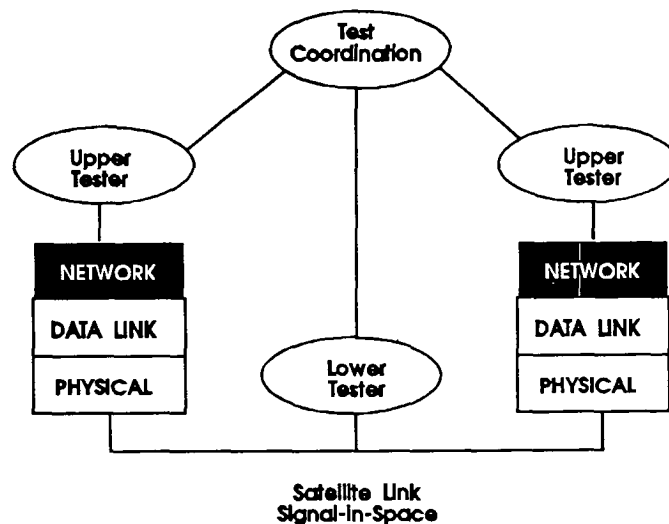 Test
Coordination
Upper
Tester
Upper
Tester
NETWORK
NETWORK
DATA LINK
DATA LINK
PHYSICAL
Lower
Tester
PHYSICAL
Satellite Link
Signal-in-Space